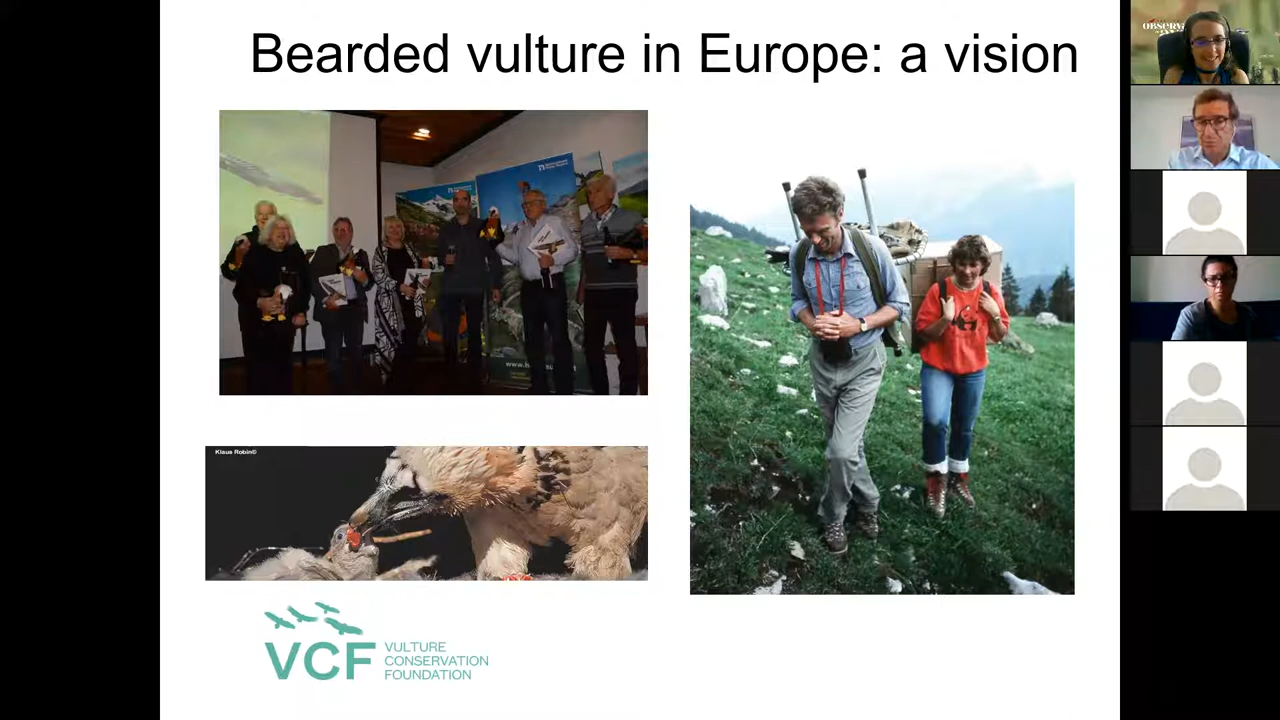 Bearded vulture in Europe: a vision
Klaus Robin©
VCF
VULTURE
CONSERVATION
FOUNDATION